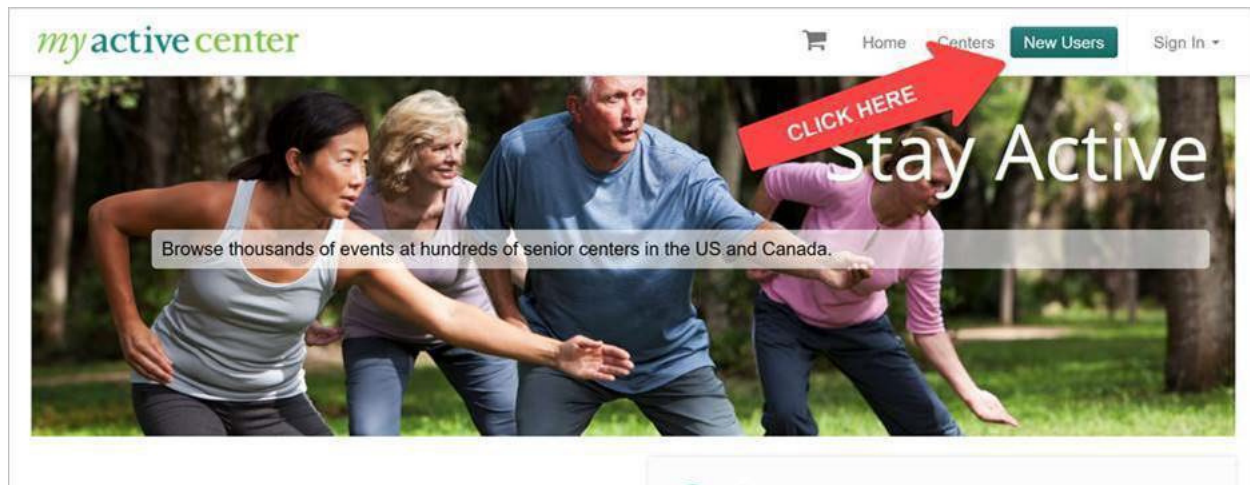 my active center
Home Centers New Users Sign In
CLICK HERE
Stay Active
Browse thousands of events at hundreds of senior centers in the US and Canada.